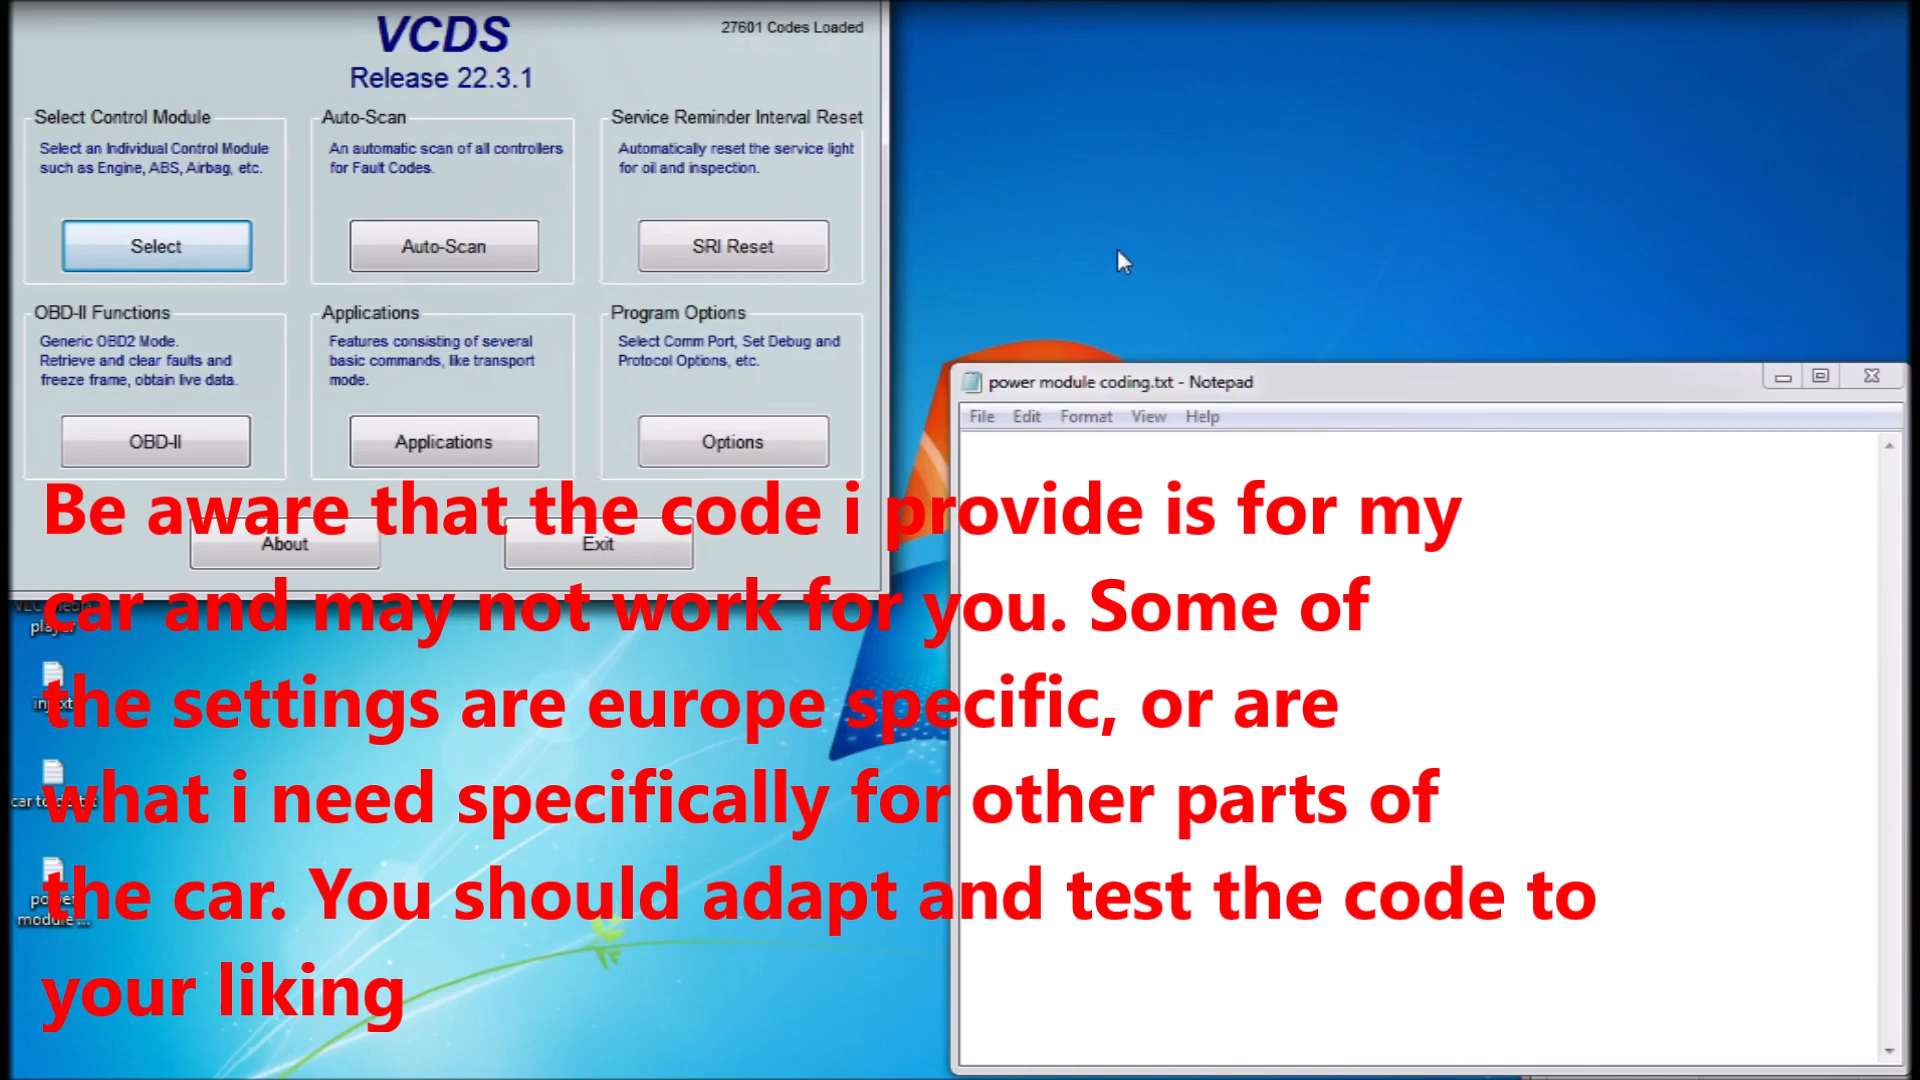 VCDS
Release 22.3.1
27601 Codes Loaded
Select Control Module
Select an Individual Control Module
such as Engine, ABS, Airbag, etc.
Select
Auto-Scan
An automatic scan of all controllers
for Fault Codes.
Auto-Scan
Service Reminder Interval Reset
Automatically reset the service light
for oil and inspection.
SRI Reset
OBD-II Functions
Generic OBD2 Mode.
Retrieve and clear faults and
freeze frame, obtain live data.
OBD-II
Applications
Features consisting of several
basic commands, like transport
mode.
Applications
Program Options
Select Comm Port, Set Debug and
Protocol Options, etc.
Options
About
Exit
power module coding.txt - Notepad
File Edit Format View Help
Be aware that the code i provide is for my
car and may not work for you. Some of
the settings are europe specific, or are
what i need specifically for other parts of
the car. You should adapt and test the code to
your liking
player
module ...